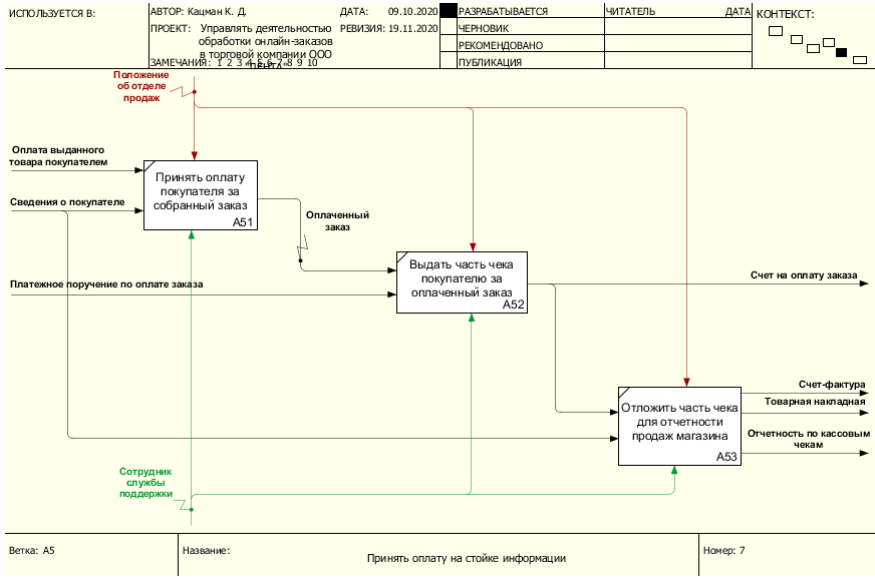 ИСПОЛЬЗУЕТСЯ В:
АВТОР: Кацман К. Д.
ДАТА: 09.10.2020
РАЗРАБАТЫВАЕТСЯ
ЧИТАТЕЛЬ
ДАТА
КОНТЕКСТ:
ПРОЕКТ: Управлять деятельностью
обработки онлайн-заказов
в торговой компании ООО
"ЛЕНТА"
РЕВИЗИЯ: 19.11.2020
ЧЕРНОВИК
РЕКОМЕНДОВАНО
ЗАМЕЧАНИЯ: 1 2 3 4 5 6 7 8 9 10
ПУБЛИКАЦИЯ
Положение
об отделе
продаж
Оплата выданного
товара покупателем
Принять оплату
покупателя за
собранный заказ
A51
Сведения о покупателе
Оплаченный
заказ
Платежное поручение по оплате заказа
Выдать часть чека
покупателю за
оплаченный заказ
A52
Счет на оплату заказа
Счет-фактура
Товарная накладная
Отложить часть чека
для отчетности
продаж магазина
A53
Отчетность по кассовым
чекам
Сотрудник
службы
поддержки
Ветка: A5
Название:
Принять оплату на стойке информации
Номер: 7